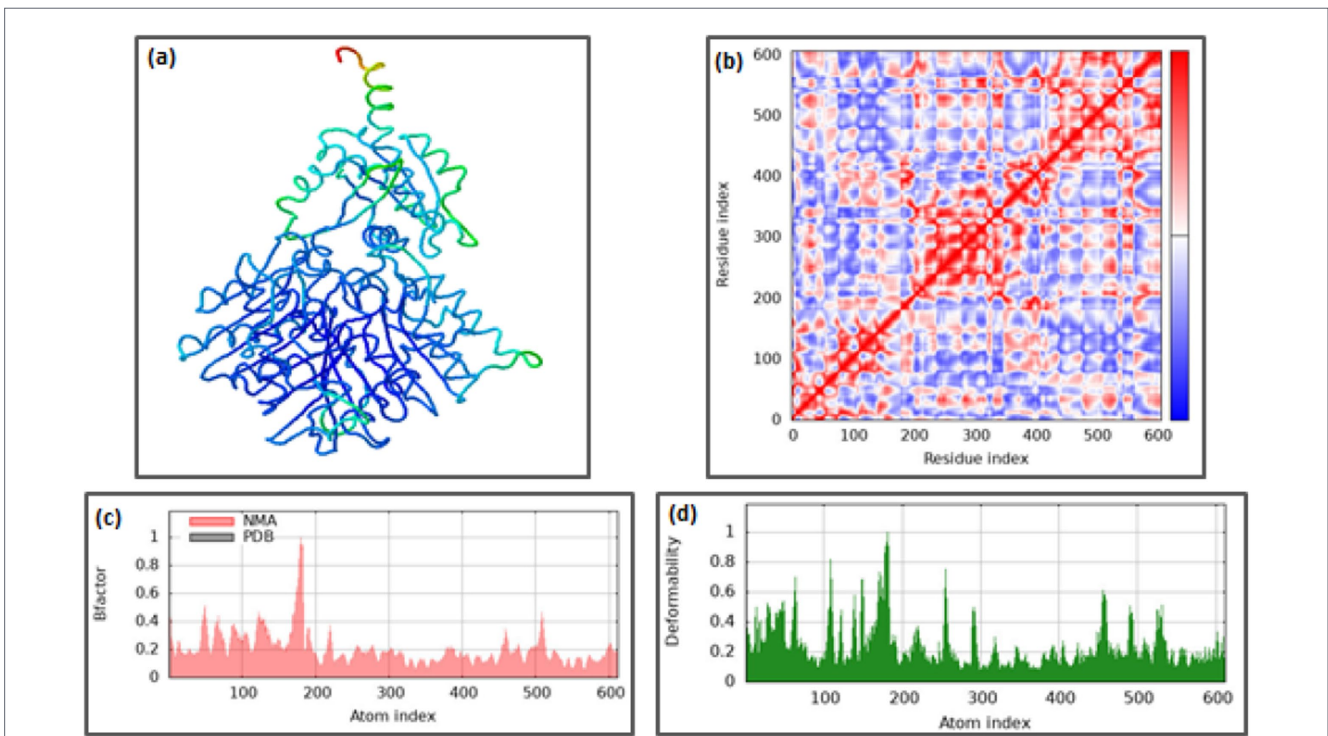 (a)
(b)
600
500
400
300
200
100
0
Residue index
0 100 200 300 400 500 600
Residue index
(c)
NMA
PDB
1
0.8
0.6
0.4
0.2
0
Bfactor
100 200 300 400 500 600
Atom index
(d)
1
0.8
0.6
0.4
0.2
0
Deformability
100 200 300 400 500 600
Atom index